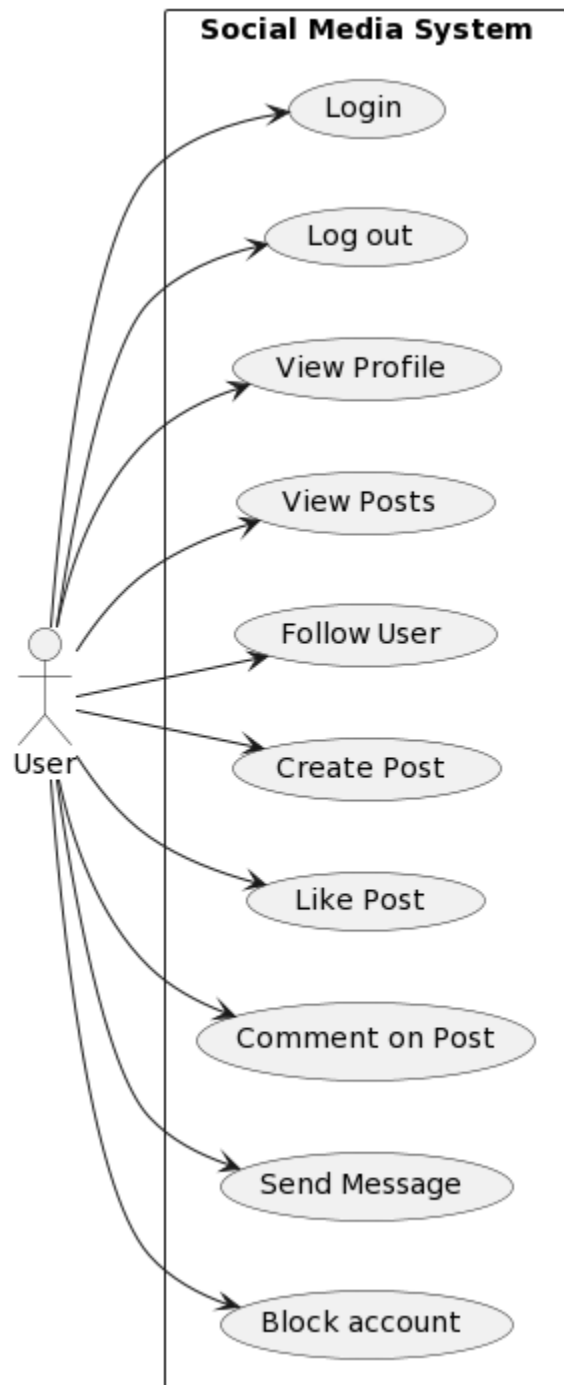 Social Media System
Login
Log out
View Profile
View Posts
Follow User
Create Post
User
Like Post
Comment on Post
Send Message
Block account